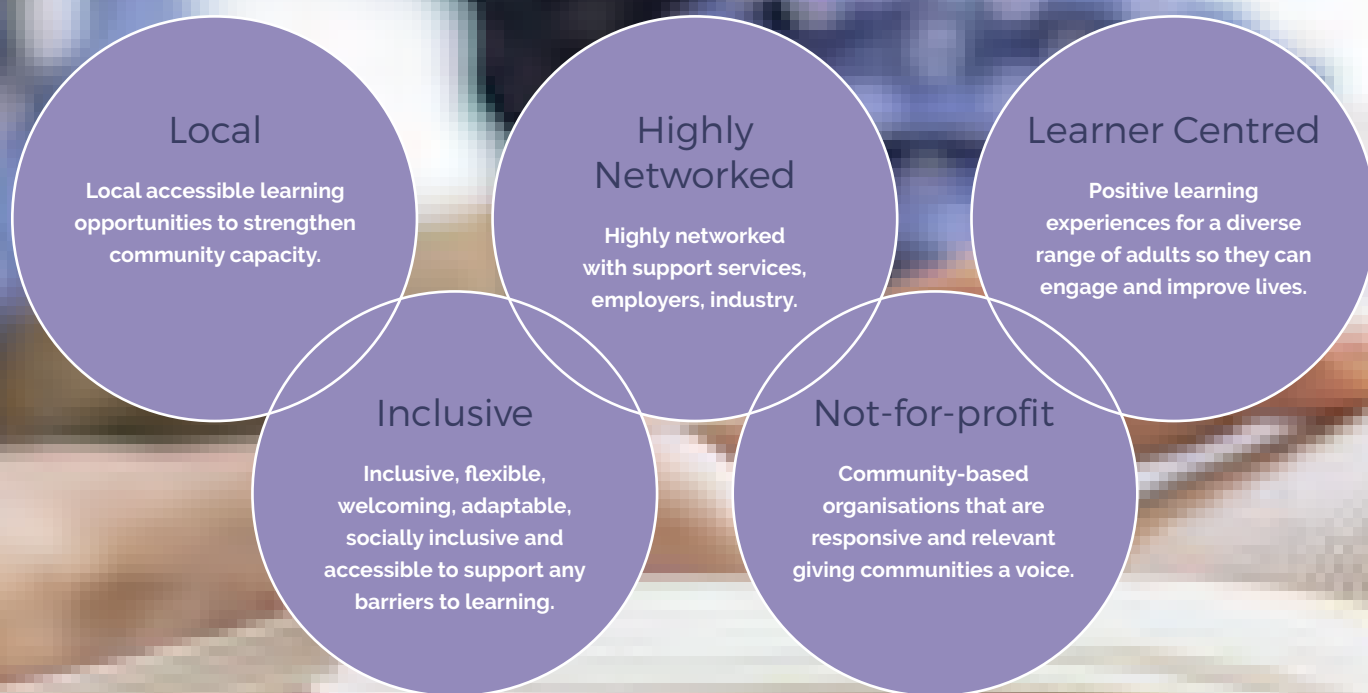 Local
Local accessible learning
opportunities to strengthen
community capacity.
Highly
Networked
Highly networked
with support services,
employers, industry.
Learner Centred
Positive learning
experiences for a diverse
range of adults so they can
engage and improve lives.
Inclusive
Inclusive, flexible,
welcoming, adaptable,
socially inclusive and
accessible to support any
barriers to learning.
Not-for-profit
Community-based
organisations that are
responsive and relevant
giving communities a voice.